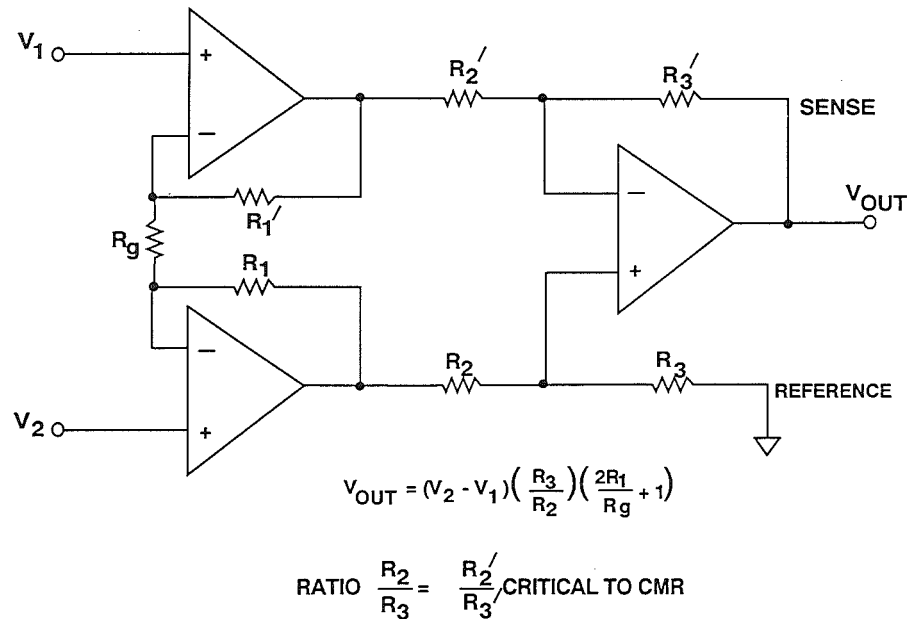 V1
+
−
R2′
R3′
SENSE
R1′
Rg
R1
−
+
VOUT
−
+
R2
R3
REFERENCE
V2
VOUT = (V2 - V1)(R3/R2)(2R1/Rg + 1)
RATIO R2/R3 = R2′/R3′ CRITICAL TO CMR